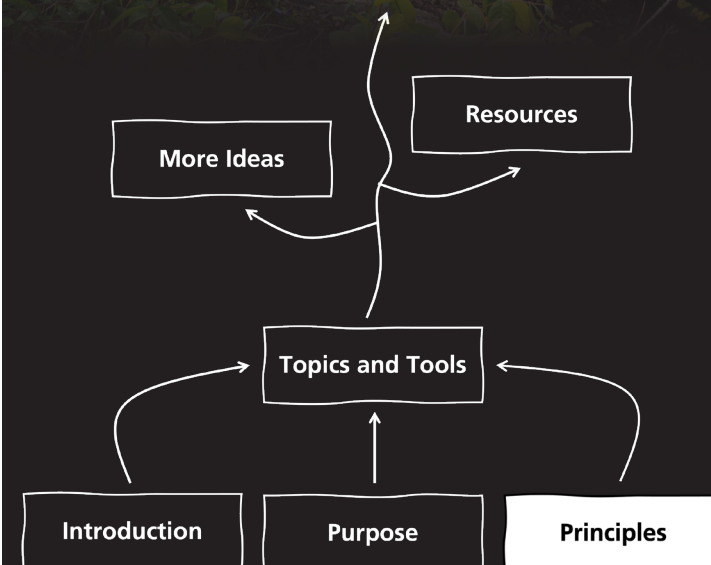 Resources
More Ideas
Topics and Tools
Introduction
Purpose
Principles